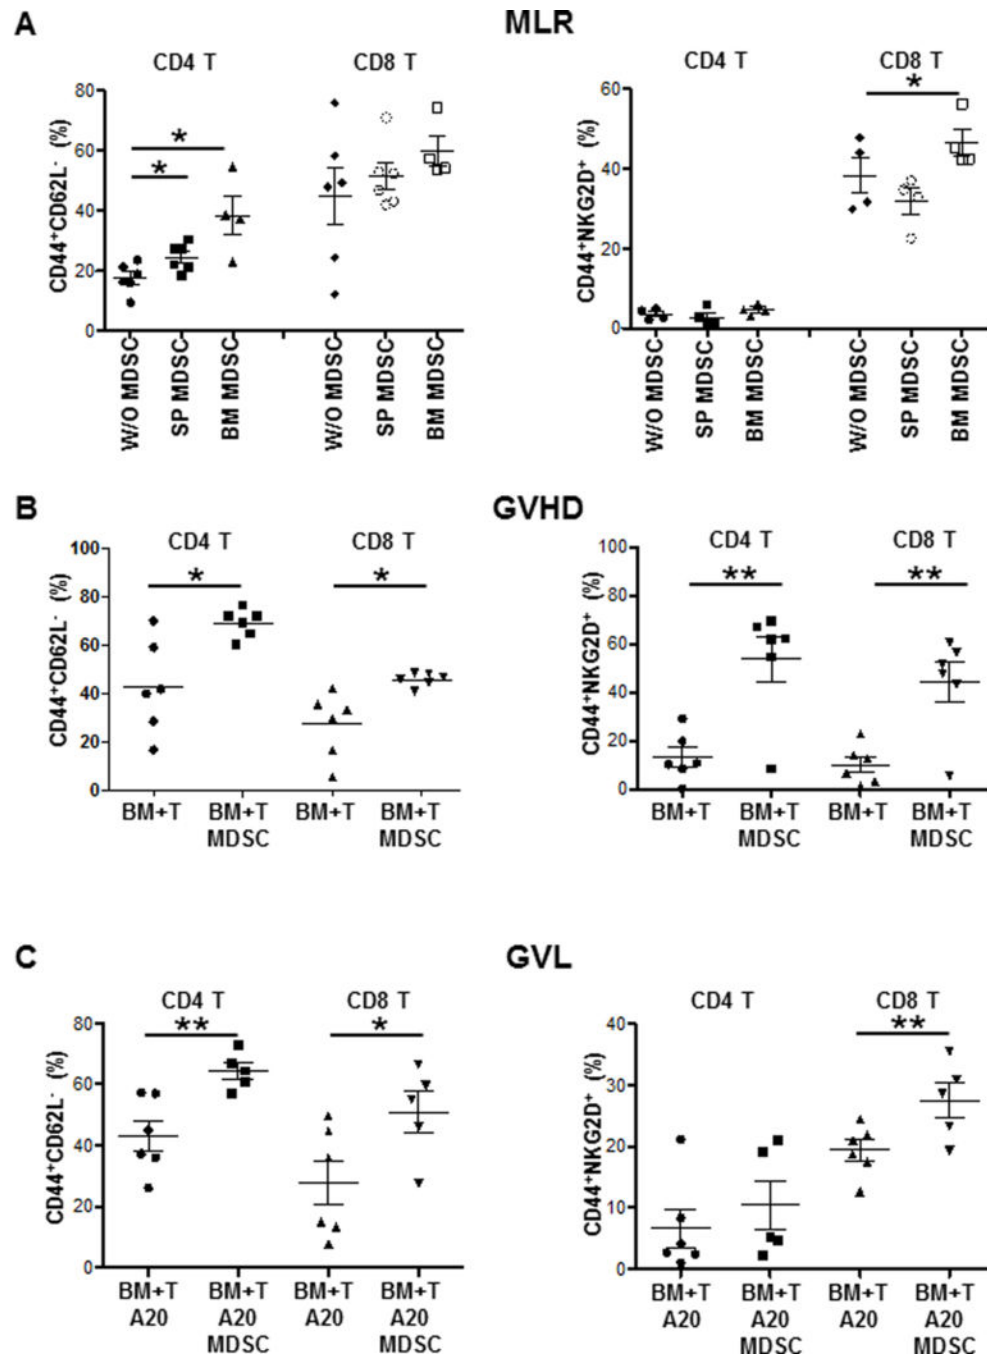 A
MLR
CD4 T
CD8 T
CD44+CD62L- (%)
80
60
40
20
0
W/O MDSC
SP MDSC
BM MDSC
W/O MDSC
SP MDSC
BM MDSC
*
*
CD4 T
CD8 T
CD44+NKG2D+ (%)
60
40
20
0
W/O MDSC
SP MDSC
BM MDSC
W/O MDSC
SP MDSC
BM MDSC
*
B
GVHD
CD4 T
CD8 T
*
*
CD44+CD62L- (%)
100
80
60
40
20
0
BM+T
BM+T
MDSC
BM+T
BM+T
MDSC
CD4 T
CD8 T
**
**
CD44+NKG2D+ (%)
100
80
60
40
20
0
BM+T
BM+T
MDSC
BM+T
BM+T
MDSC
C
GVL
CD4 T
CD8 T
**
*
CD44+CD62L- (%)
80
60
40
20
0
BM+T
A20
BM+T
A20
MDSC
BM+T
A20
BM+T
A20
MDSC
CD4 T
CD8 T
**
CD44+NKG2D+ (%)
40
30
20
10
0
BM+T
A20
BM+T
A20
MDSC
BM+T
A20
BM+T
A20
MDSC